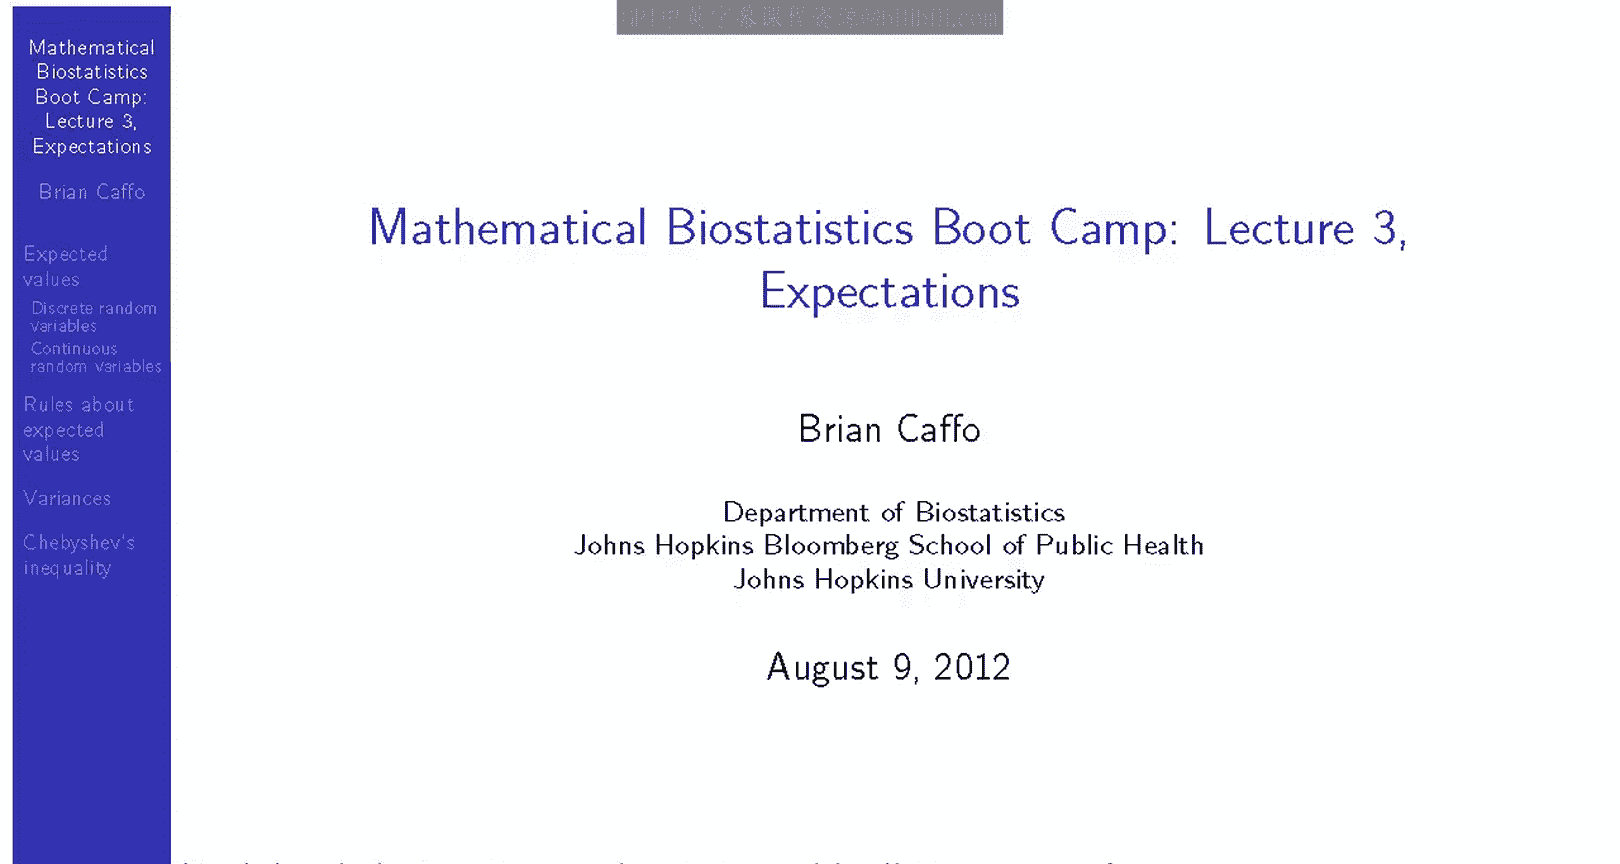 Mathematical
Biostatistics
Boot Camp:
Lecture 3,
Expectations
Brian Caffo
Expected
values
Discrete random
variables
Continuous
random variables
Rules about
expected
values
Variances
Chebyshev's
inequality
Mathematical Biostatistics Boot Camp: Lecture 3,
Expectations
Brian Caffo
Department of Biostatistics
Johns Hopkins Bloomberg School of Public Health
Johns Hopkins University
August 9, 2012